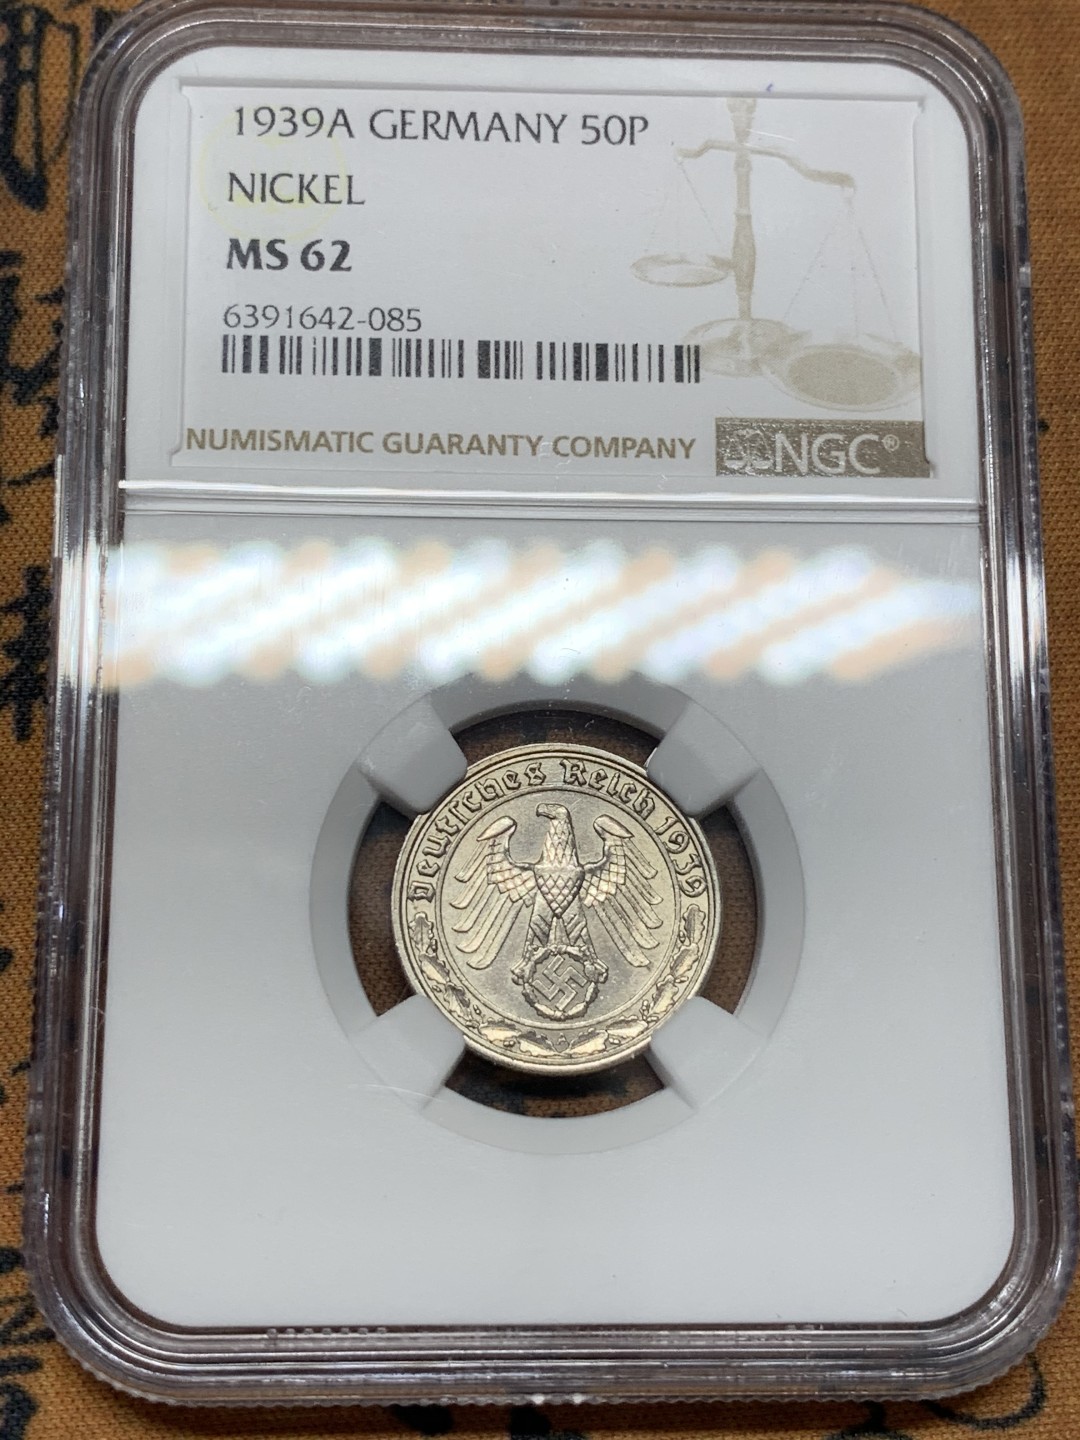 1939A GERMANY 50P
NICKEL
MS 62
6391642-085
NUMISMATIC GUARANTY COMPANY
NGC®
Deutsches Reich 1939